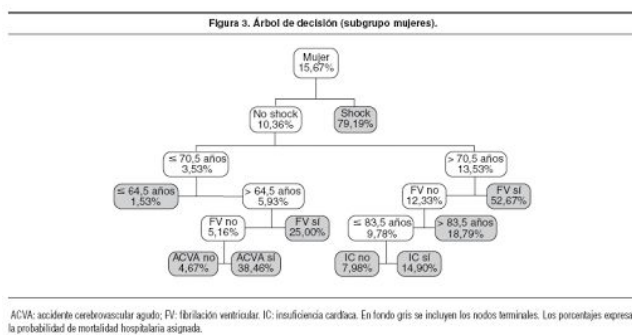 Figura 3. Árbol de decisión (subgrupo mujeres).
Mujer
15,67%
No shock
10,36%
Shock
79,19%
≤ 70,5 años
3,53%
> 70,5 años
13,53%
≤ 64,5 años
1,53%
> 64,5 años
5,93%
FV no
12,33%
FV sí
52,67%
FV no
5,16%
FV sí
25,00%
≤ 83,5 años
9,78%
> 83,5 años
18,79%
ACVA no
4,67%
ACVA sí
38,46%
IC no
7,98%
IC sí
14,90%
ACVA: accidente cerebrovascular agudo; FV: fibrilación ventricular. IC: insuficiencia cardíaca. En fondo gris se incluyen los nodos terminales. Los porcentajes expresa
la probabilidad de mortalidad hospitalaria asignada.